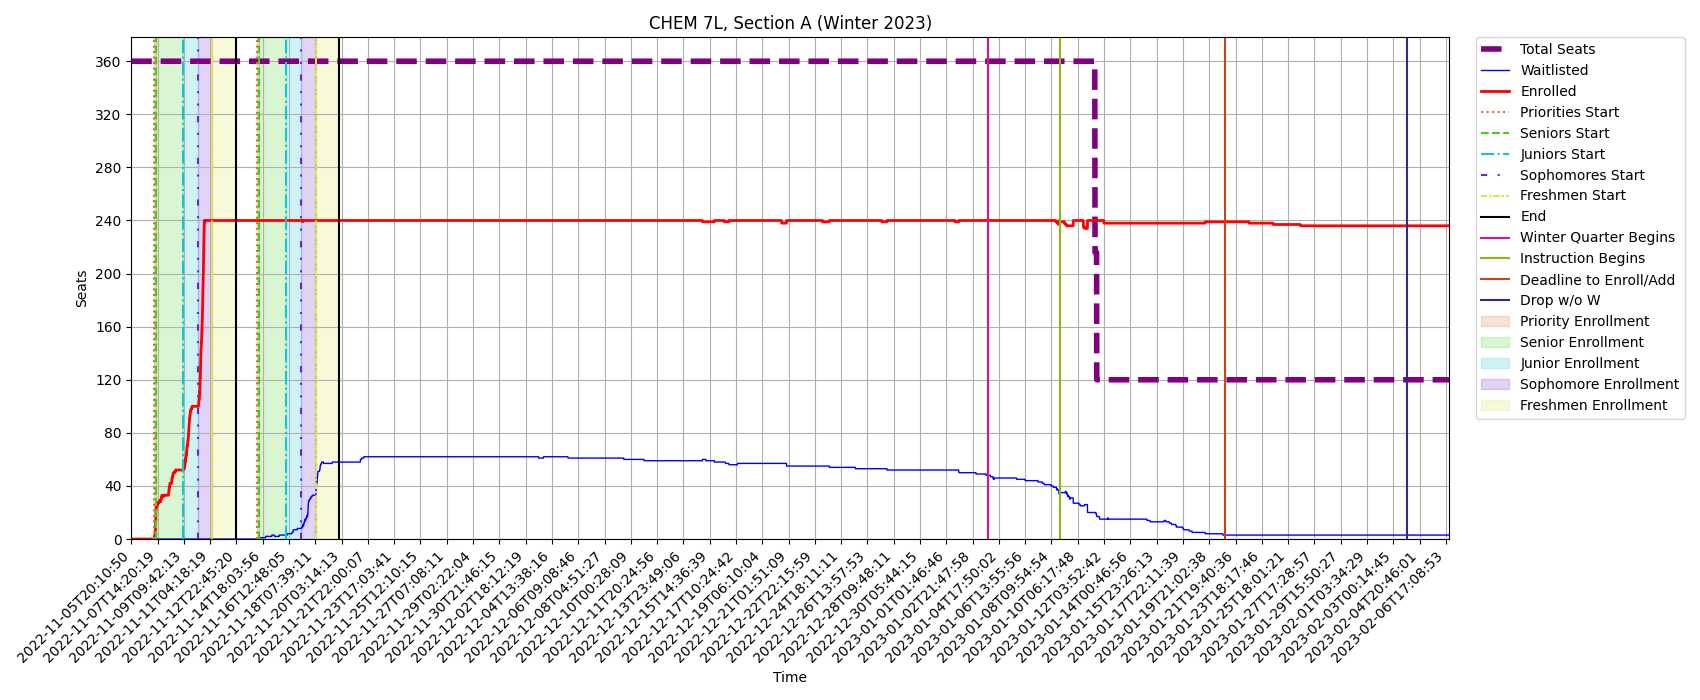 CHEM 7L, Section A (Winter 2023)
Seats
360
320
280
240
200
160
120
80
40
0
2022-11-05T20:10:50
2022-11-07T14:20:19
2022-11-09T09:42:13
2022-11-11T04:18:19
2022-11-12T22:45:20
2022-11-14T18:03:56
2022-11-16T12:48:05
2022-11-18T07:39:11
2022-11-20T03:14:13
2022-11-21T22:00:07
2022-11-23T17:03:41
2022-11-25T12:10:15
2022-11-27T07:08:11
2022-11-29T02:22:04
2022-11-30T21:46:15
2022-12-02T18:12:19
2022-12-04T13:38:16
2022-12-06T09:08:46
2022-12-08T04:51:27
2022-12-10T00:28:09
2022-12-11T20:24:56
2022-12-13T23:49:06
2022-12-15T14:36:39
2022-12-17T10:24:42
2022-12-19T06:10:04
2022-12-21T01:51:09
2022-12-22T22:15:59
2022-12-24T18:11:11
2022-12-26T13:57:53
2022-12-28T09:48:11
2022-12-30T05:44:15
2023-01-01T01:46:46
2023-01-02T21:47:58
2023-01-04T17:50:02
2023-01-06T13:55:56
2023-01-08T09:54:54
2023-01-10T06:17:48
2023-01-12T03:52:42
2023-01-14T00:46:56
2023-01-15T23:26:13
2023-01-17T22:11:39
2023-01-19T21:02:38
2023-01-21T19:40:36
2023-01-23T18:17:46
2023-01-25T18:01:21
2023-01-27T17:28:57
2023-01-29T15:50:27
2023-02-01T03:34:29
2023-02-03T00:14:45
2023-02-04T20:46:01
2023-02-06T17:08:53
Time
Total Seats
Waitlisted
Enrolled
Priorities Start
Seniors Start
Juniors Start
Sophomores Start
Freshmen Start
End
Winter Quarter Begins
Instruction Begins
Deadline to Enroll/Add
Drop w/o W
Priority Enrollment
Senior Enrollment
Junior Enrollment
Sophomore Enrollment
Freshmen Enrollment